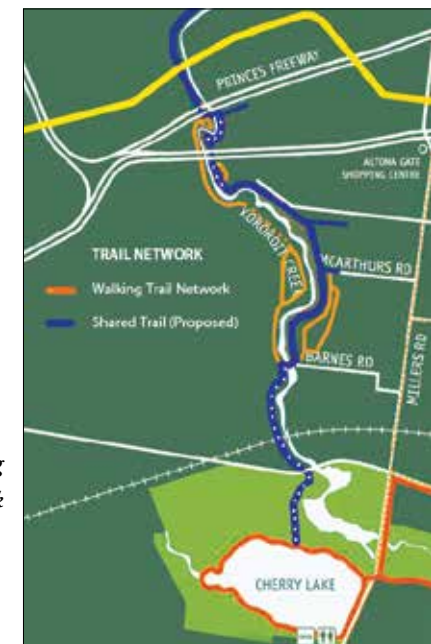 PRINCES FREEWAY
ALTONA GATE
SHOPPING CENTRE
KOROROIT CREEK
TRAIL NETWORK
MCARTHURS RD
Walking Trail Network
Shared Trail (Proposed)
MILLERS RD
BARNES RD
g
CHERRY LAKE